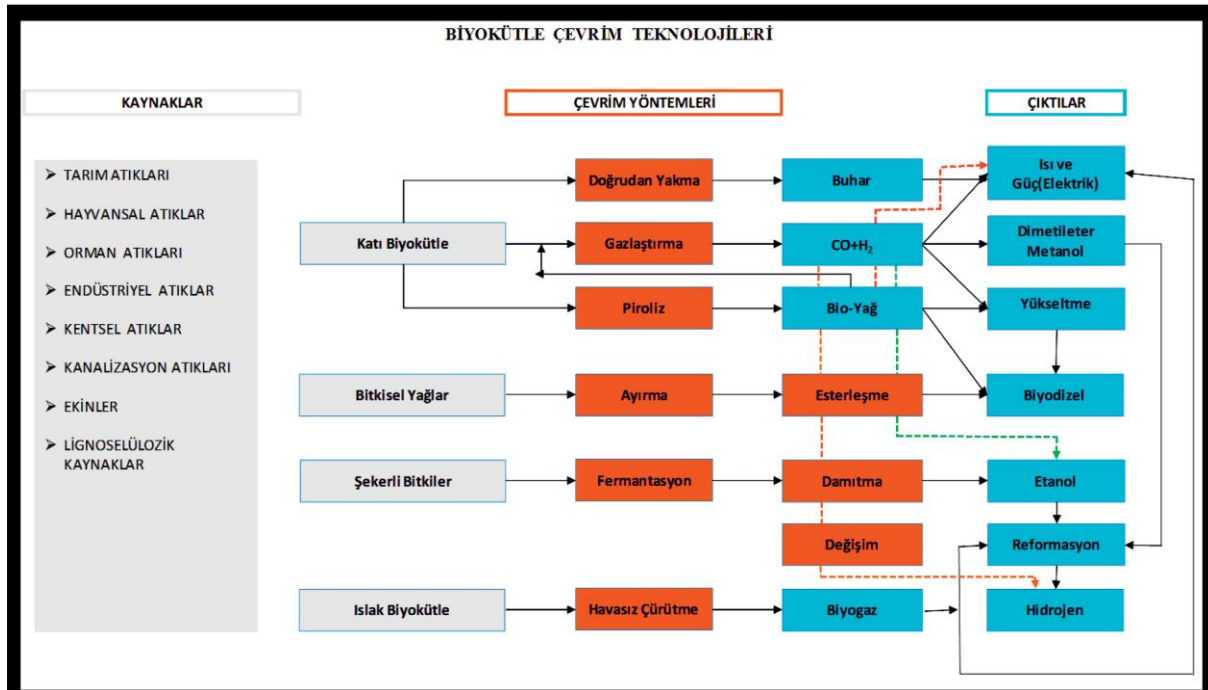 BİYOKÜTLE ÇEVRİM TEKNOLOJİLERİ
KAYNAKLAR
ÇEVRİM YÖNTEMLERİ
ÇIKTILAR
➢ TARIM ATIKLARI
➢ HAYVANSAL ATIKLAR
➢ ORMAN ATIKLARI
➢ ENDÜSTRİYEL ATIKLAR
➢ KENTSEL ATIKLAR
➢ KANALİZASYON ATIKLARI
➢ EKİNLER
➢ LİGNOSELÜLOZİK
KAYNAKLAR
Doğrudan Yakma
Buhar
Isı ve
Güç(Elektrik)
Katı Biyokütle
Gazlaştırma
CO+H₂
Dimetileter
Metanol
Piroliz
Bio-Yağ
Yükseltme
Bitkisel Yağlar
Ayırma
Esterleşme
Biyodizel
Şekerli Bitkiler
Fermantasyon
Damıtma
Etanol
Değişim
Reformasyon
Islak Biyokütle
Havasız Çürütme
Biyogaz
Hidrojen